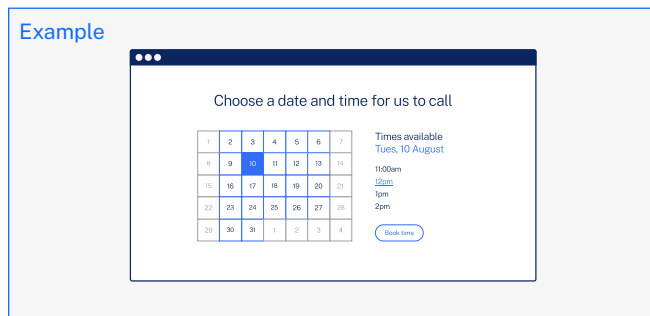 Example
Choose a date and time for us to call
1 2 3 4 5 6 7
8 9 10 11 12 13 14
15 16 17 18 19 20 21
22 23 24 25 26 27 28
29 30 31 1 2 3 4
Times available
Tues, 10 August
11:00am
12pm
1pm
2pm
Book time